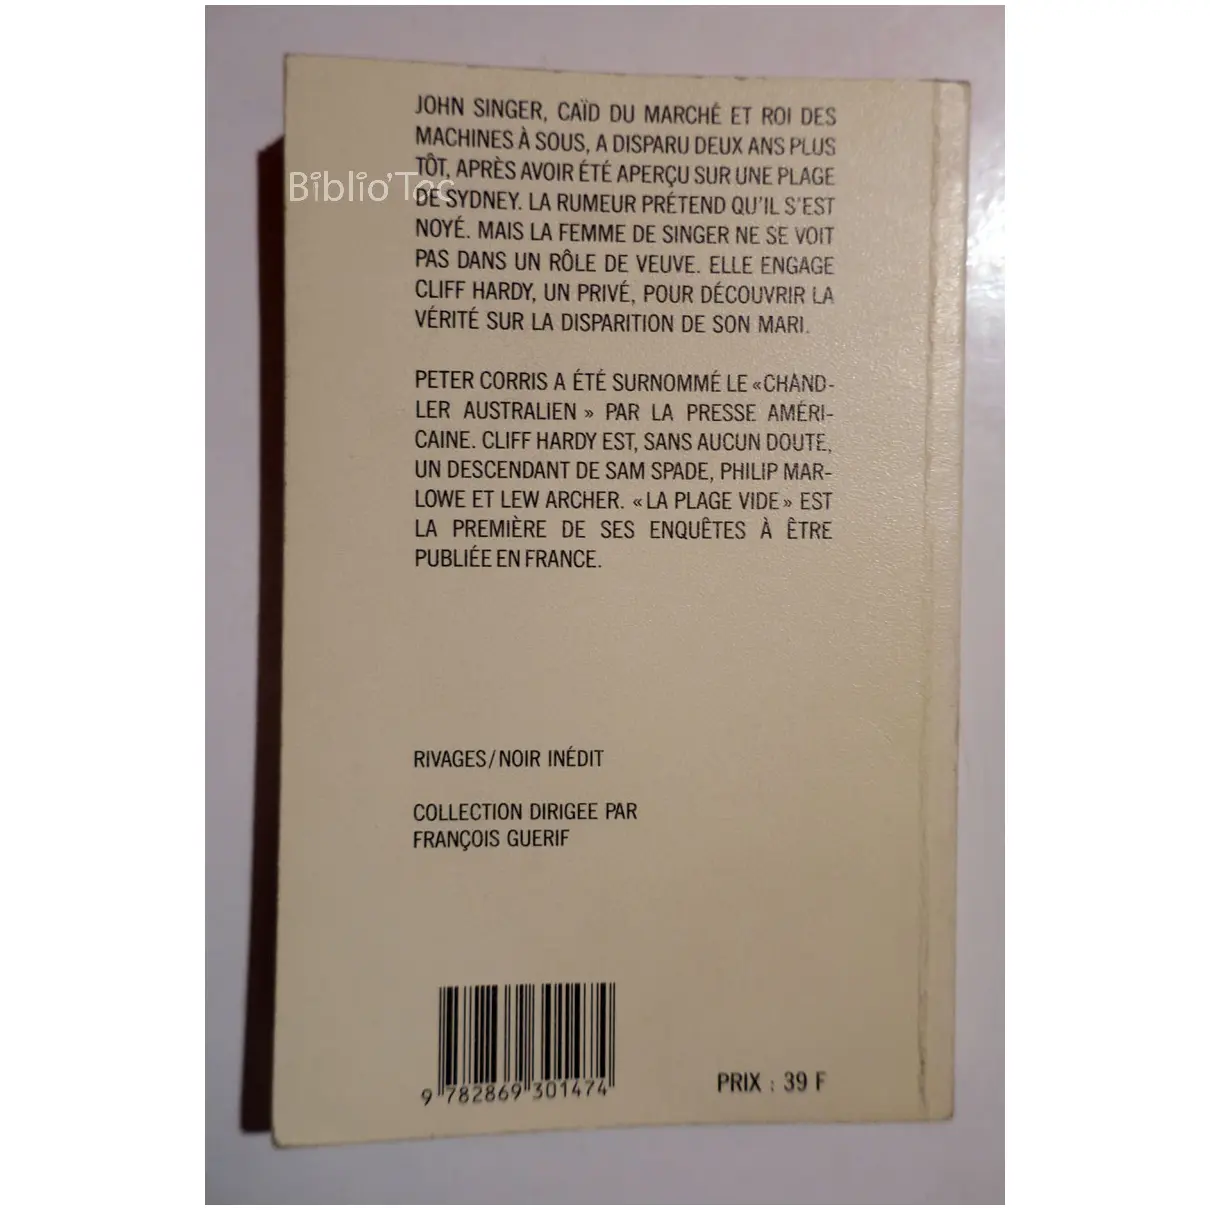 JOHN SINGER, CAÏD DU MARCHÉ ET ROI DES
MACHINES À SOUS, A DISPARU DEUX ANS PLUS
TÔT, APRÈS AVOIR ÉTÉ APERÇU SUR UNE PLAGE
Biblio'Tec
DE SYDNEY. LA RUMEUR PRÉTEND QU'IL S'EST
NOYÉ. MAIS LA FEMME DE SINGER NE SE VOIT
PAS DANS UN RÔLE DE VEUVE. ELLE ENGAGE
CLIFF HARDY, UN PRIVÉ, POUR DÉCOUVRIR LA
VÉRITÉ SUR LA DISPARITION DE SON MARI.
PETER CORRIS A ÉTÉ SURNOMMÉ LE «CHAND-
LER AUSTRALIEN» PAR LA PRESSE AMÉRI-
CAINE. CLIFF HARDY EST, SANS AUCUN DOUTE,
UN DESCENDANT DE SAM SPADE, PHILIP MAR-
LOWE ET LEW ARCHER. «LA PLAGE VIDE» EST
LA PREMIÈRE DE SES ENQUÊTES À ÊTRE
PUBLIÉE EN FRANCE.
RIVAGES/NOIR INÉDIT
COLLECTION DIRIGEE PAR
FRANÇOIS GUERIF
9 782869 301474
PRIX : 39 F